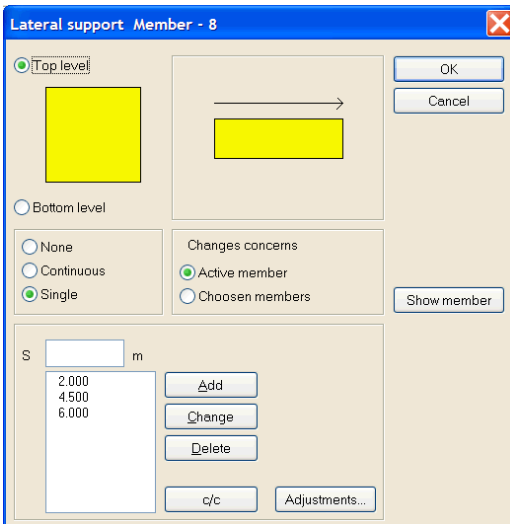 Lateral support Member - 8
Top level
OK
Cancel
Bottom level
None
Continuous
Single
Changes concerns
Active member
Choosen members
Show member
S m
2.000
4.500
6.000
Add
Change
Delete
c/c
Adjustments...